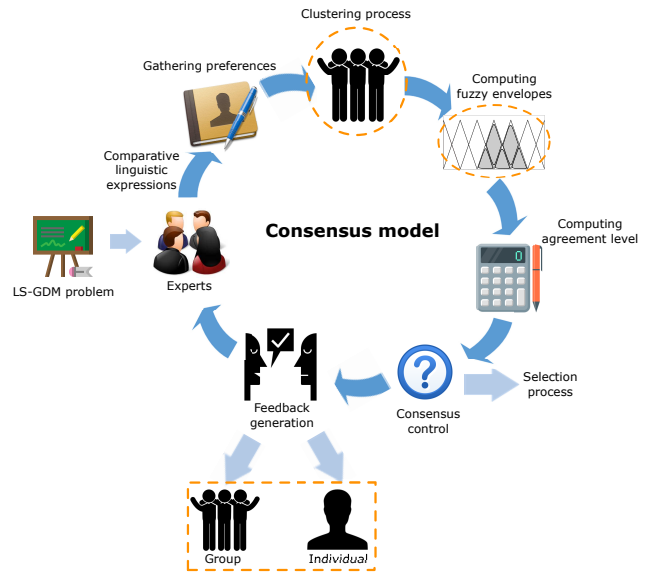 Clustering process
Gathering preferences
Computing
fuzzy envelopes
Comparative
linguistic
expressions
Consensus model
Computing
agreement level
0
LS-GDM problem
Experts
Selection
process
Feedback
generation
Consensus
control
Group
Individual